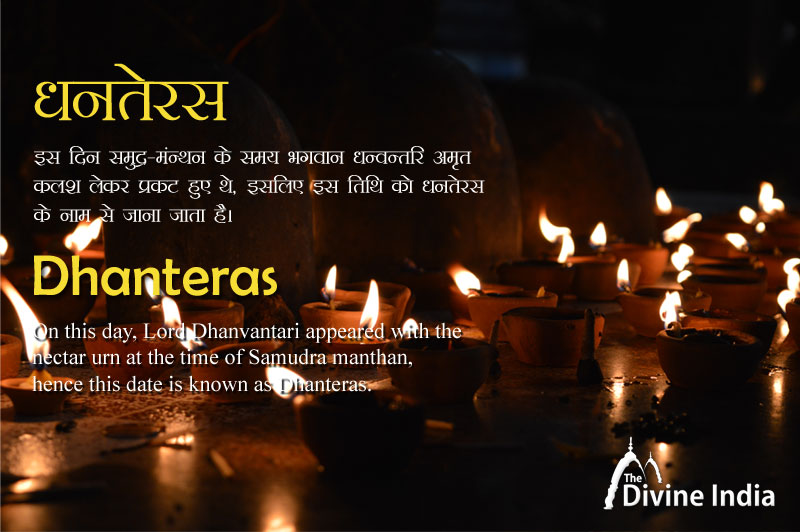 धनतेरस
इस दिन समुद्र-मंन्थन के समय भगवान धन्वन्तरि अमृत
कलश लेकर प्रकट हुए थे, इसलिए इस तिथि को धनतेरस
के नाम से जाना जाता है।
Dhanteras
On this day, Lord Dhanvantari appeared with the
nectar urn at the time of Samudra manthan,
hence this date is known as Dhanteras.
The
Divine India